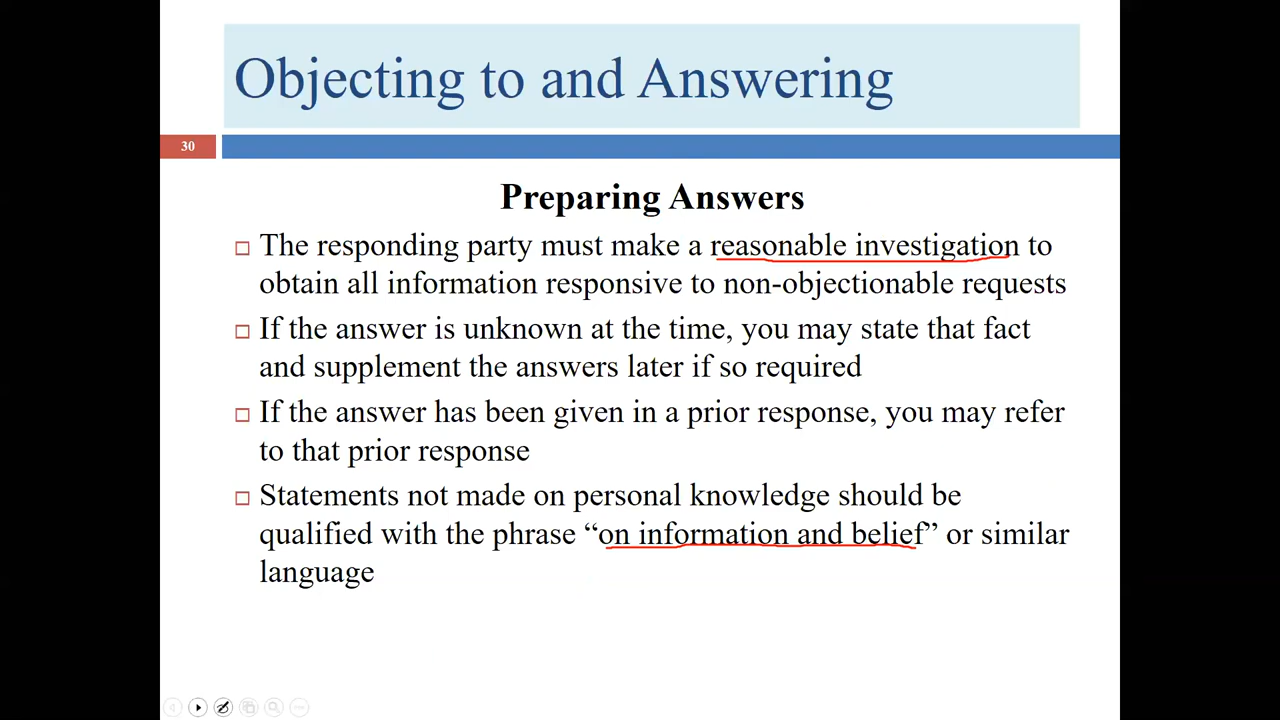 Objecting to and Answering
30
Preparing Answers
The responding party must make a reasonable investigation to
obtain all information responsive to non-objectionable requests
If the answer is unknown at the time, you may state that fact
and supplement the answers later if so required
If the answer has been given in a prior response, you may refer
to that prior response
Statements not made on personal knowledge should be
qualified with the phrase “on information and belief” or similar
language